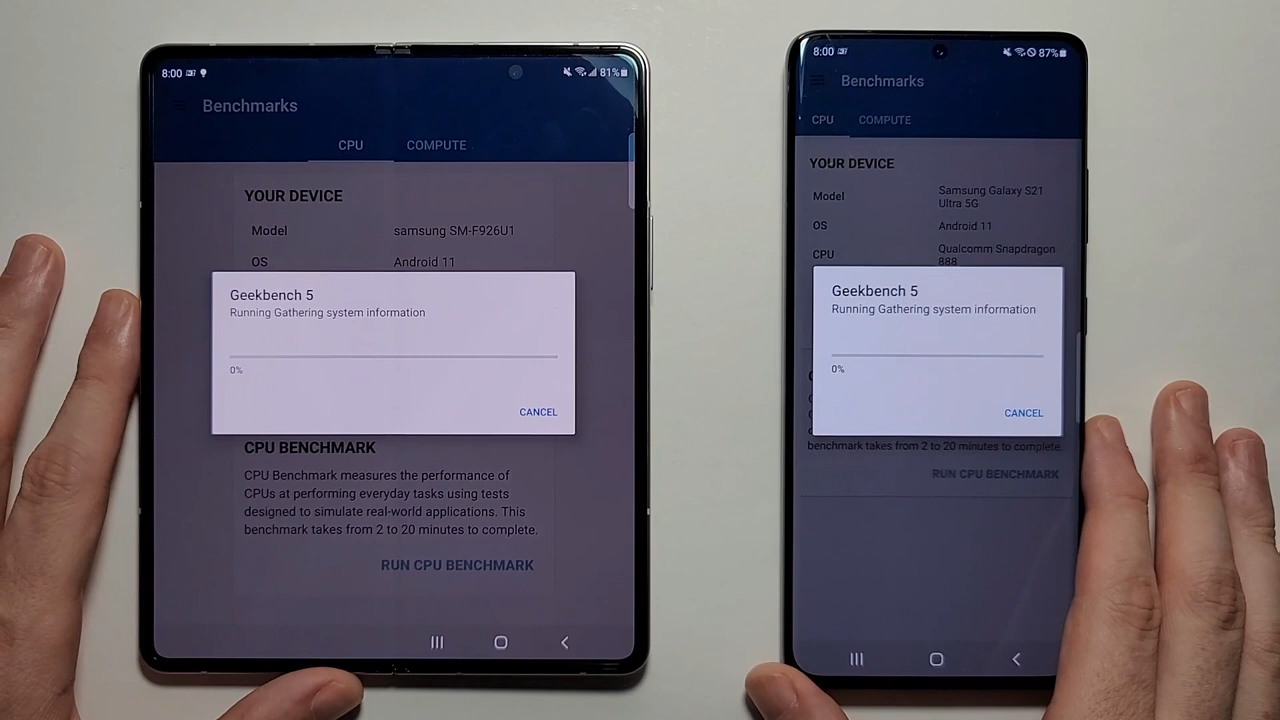 8:00
81%
Benchmarks
CPU COMPUTE
YOUR DEVICE
Model samsung SM-F926U1
OS Android 11
Geekbench 5
Running Gathering system information
0%
CANCEL
CPU BENCHMARK
CPU Benchmark measures the performance of
CPUs at performing everyday tasks using tests
designed to simulate real-world applications. This
benchmark takes from 2 to 20 minutes to complete.
RUN CPU BENCHMARK
8:00
87%
Benchmarks
CPU COMPUTE
YOUR DEVICE
Model Samsung Galaxy S21
Ultra 5G
OS Android 11
CPU Qualcomm Snapdragon
888
Geekbench 5
Running Gathering system information
0%
CANCEL
benchmark takes from 2 to 20 minutes to complete.
RUN CPU BENCHMARK